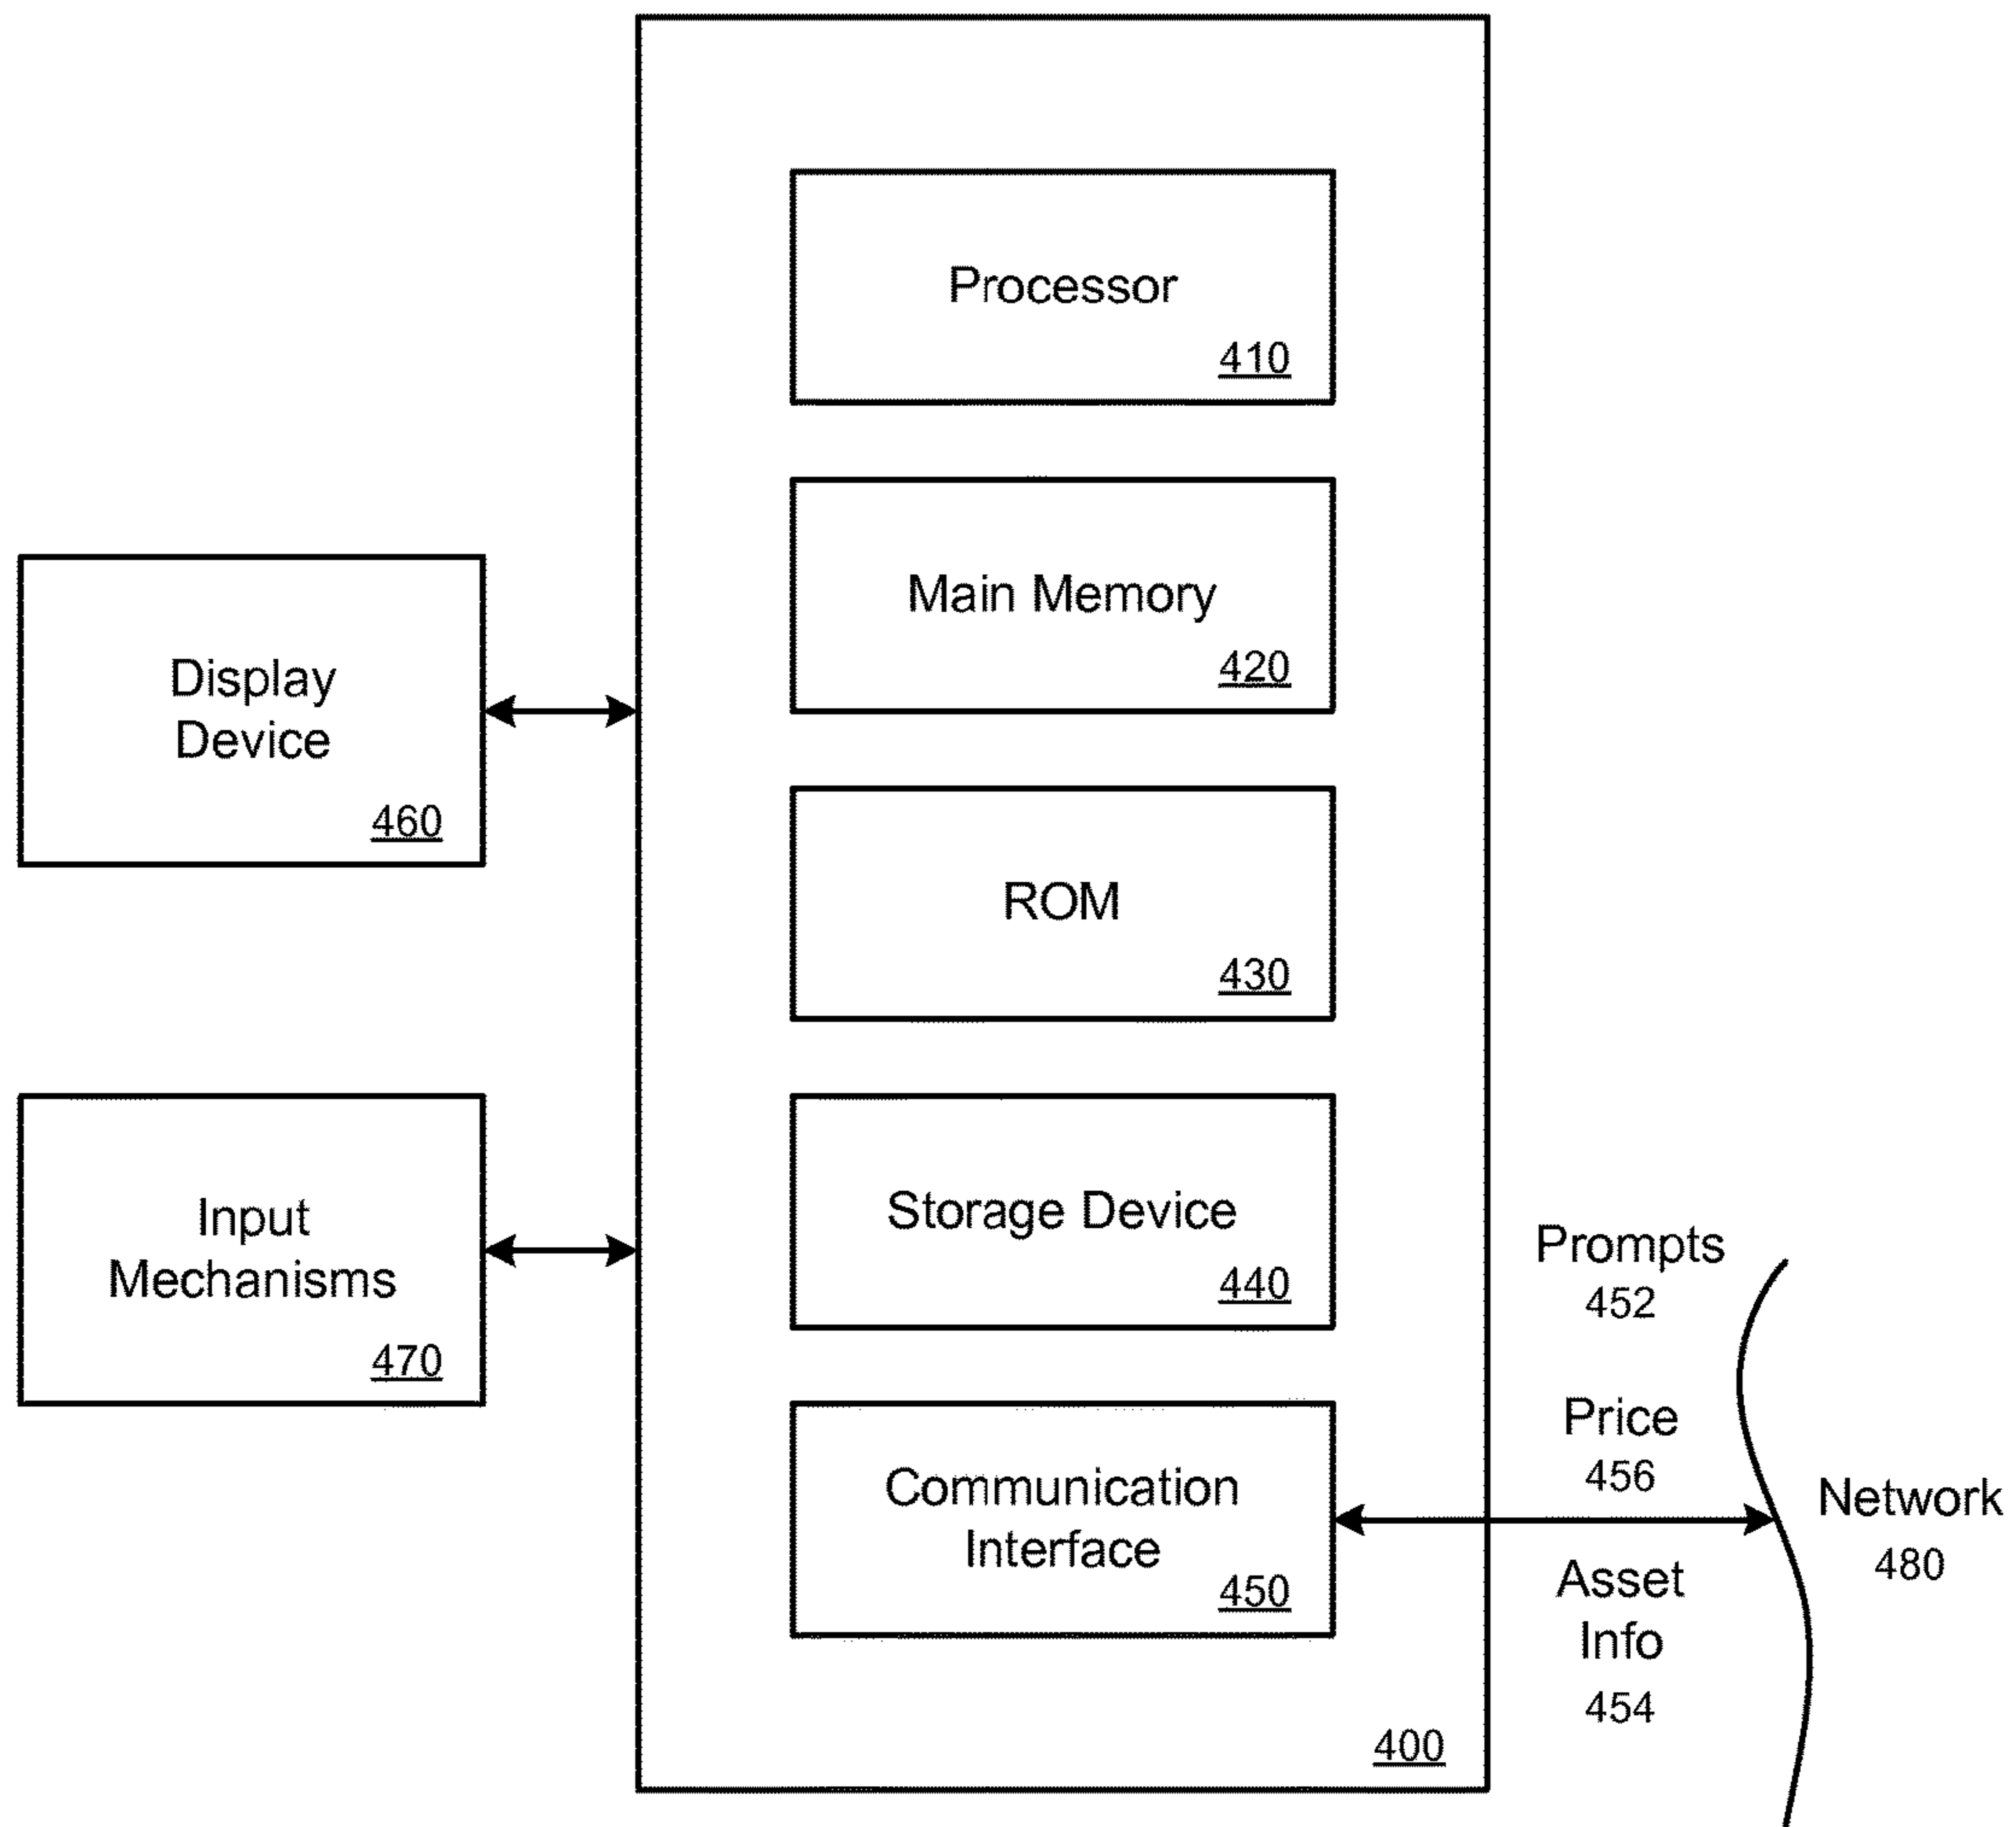 Processor
410
Main Memory
420
Display
Device
460
ROM
430
Input
Mechanisms
470
Storage Device
440
Communication
Interface
450
Prompts
452
Price
456
Asset
Info
454
Network
480
400